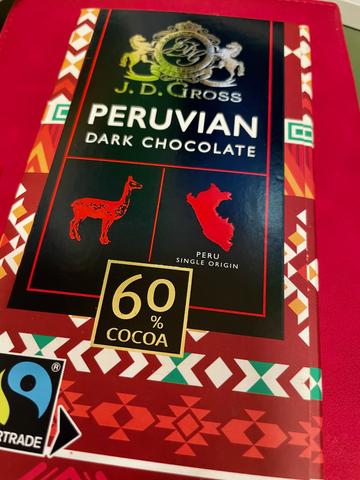 J. D. GROSS
PERUVIAN
DARK CHOCOLATE
PERU
SINGLE ORIGIN
60
%
COCOA
®
RTRADE